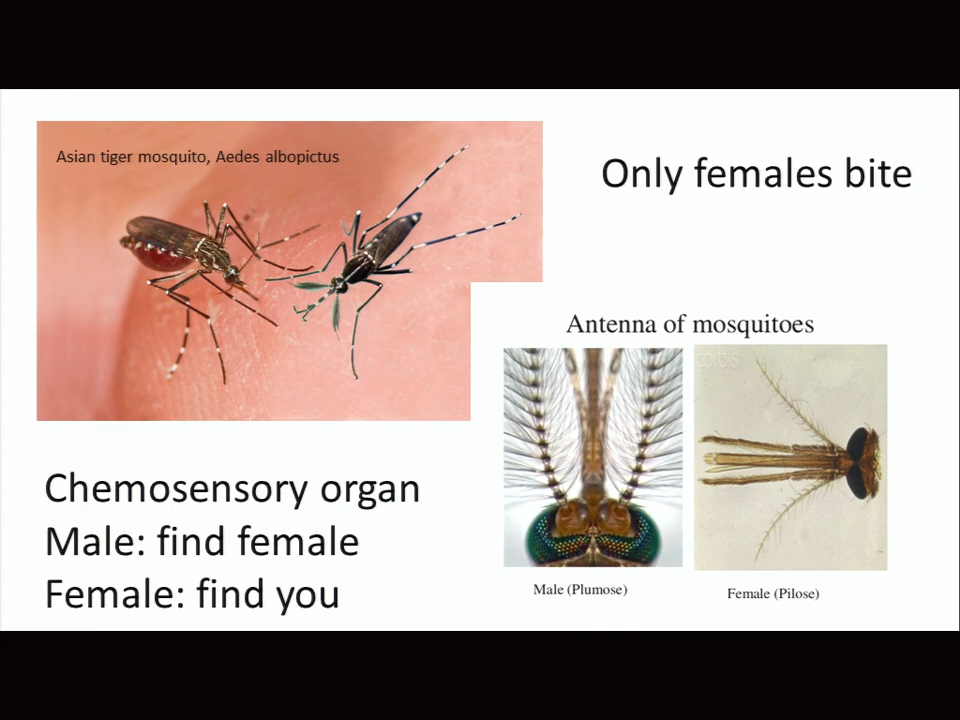 Asian tiger mosquito, Aedes albopictus
Only females bite
Antenna of mosquitoes
Male (Plumose)
Female (Pilose)
Chemosensory organ
Male: find female
Female: find you